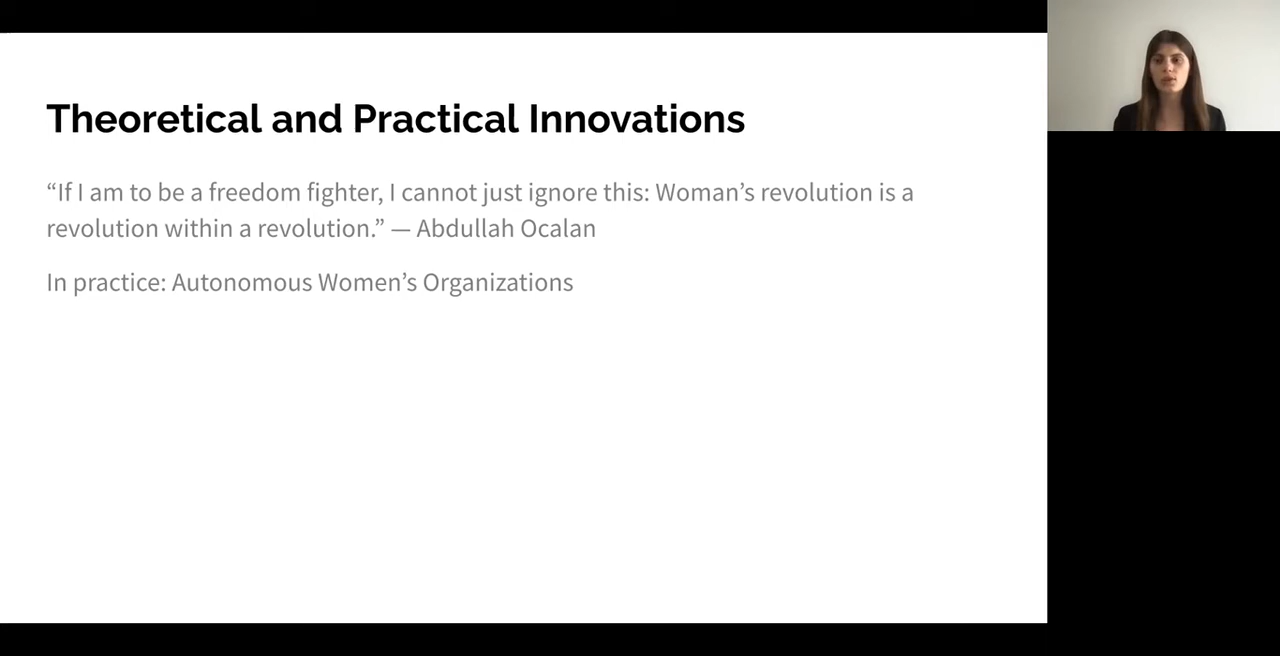 Theoretical and Practical Innovations
“If I am to be a freedom fighter, I cannot just ignore this: Woman’s revolution is a
revolution within a revolution.” — Abdullah Ocalan
In practice: Autonomous Women’s Organizations